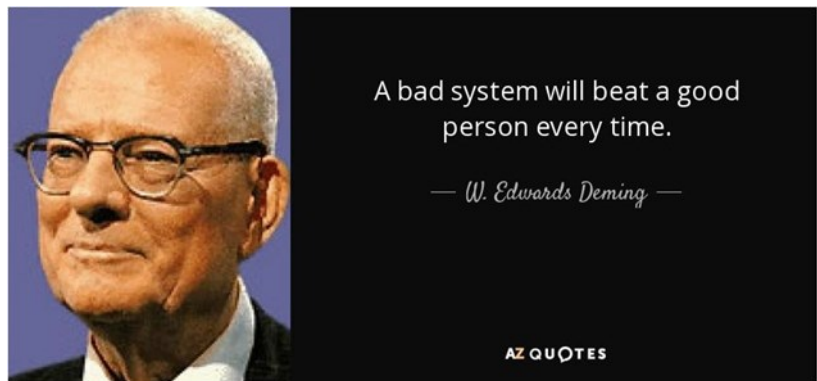 A bad system will beat a good
person every time.
— W. Edwards Deming —
AZ QUOTES